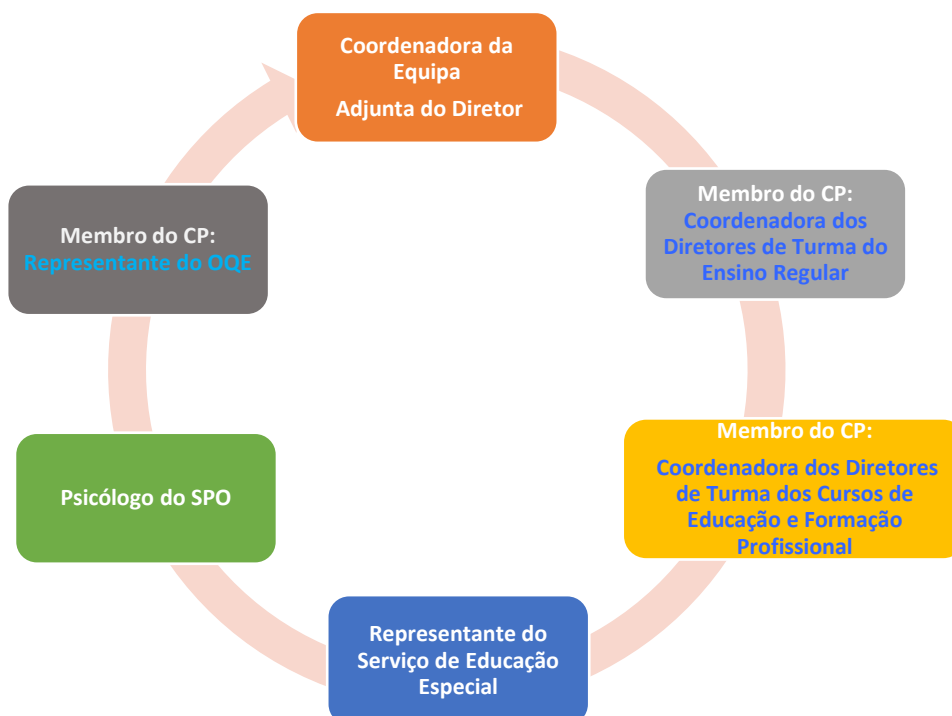 Coordenadora da
Equipa
Adjunta do Diretor
Membro do CP:
Coordenadora dos
Diretores de Turma do
Ensino Regular
Membro do CP:
Coordenadora dos Diretores
de Turma dos Cursos de
Educação e Formação
Profissional
Representante do
Serviço de Educação
Especial
Psicólogo do SPO
Membro do CP:
Representante do OQE